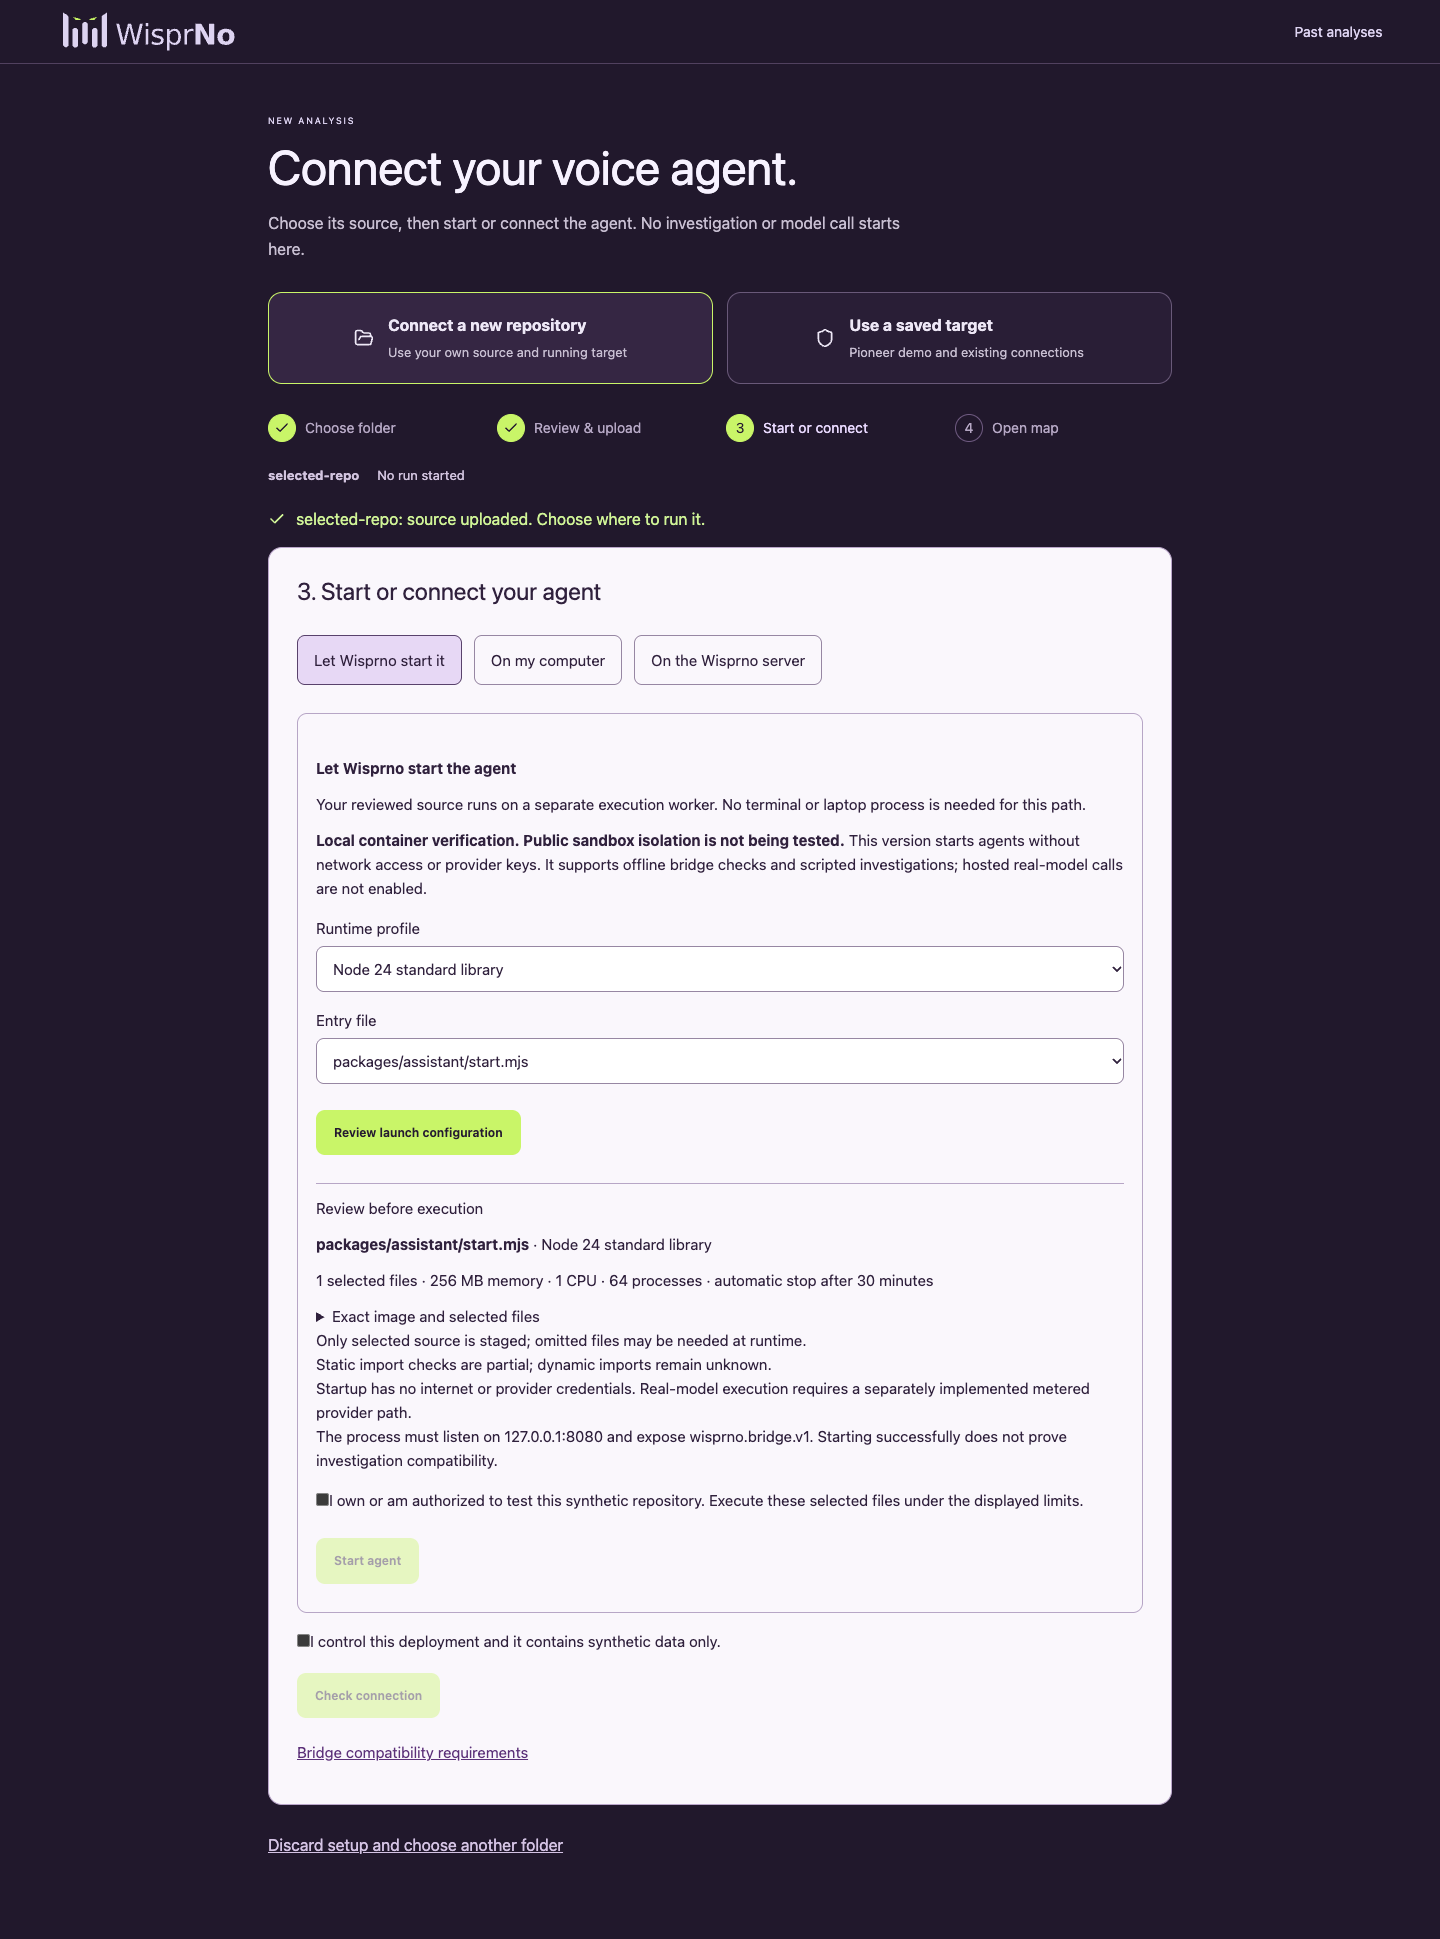 WisprNo
Past analyses
NEW ANALYSIS
Connect your voice agent.
Choose its source, then start or connect the agent. No investigation or model call starts
here.
Connect a new repository
Use your own source and running target
Use a saved target
Pioneer demo and existing connections
Choose folder
Review & upload
3 Start or connect
4 Open map
selected-repo No run started
selected-repo: source uploaded. Choose where to run it.
3. Start or connect your agent
Let Wisprno start it
On my computer
On the Wisprno server
Let Wisprno start the agent
Your reviewed source runs on a separate execution worker. No terminal or laptop process is needed for this path.
Local container verification. Public sandbox isolation is not being tested. This version starts agents without
network access or provider keys. It supports offline bridge checks and scripted investigations; hosted real-model calls
are not enabled.
Runtime profile
Node 24 standard library
Entry file
packages/assistant/start.mjs
Review launch configuration
Review before execution
packages/assistant/start.mjs · Node 24 standard library
1 selected files · 256 MB memory · 1 CPU · 64 processes · automatic stop after 30 minutes
Exact image and selected files
Only selected source is staged; omitted files may be needed at runtime.
Static import checks are partial; dynamic imports remain unknown.
Startup has no internet or provider credentials. Real-model execution requires a separately implemented metered
provider path.
The process must listen on 127.0.0.1:8080 and expose wisprno.bridge.v1. Starting successfully does not prove
investigation compatibility.
I own or am authorized to test this synthetic repository. Execute these selected files under the displayed limits.
Start agent
I control this deployment and it contains synthetic data only.
Check connection
Bridge compatibility requirements
Discard setup and choose another folder